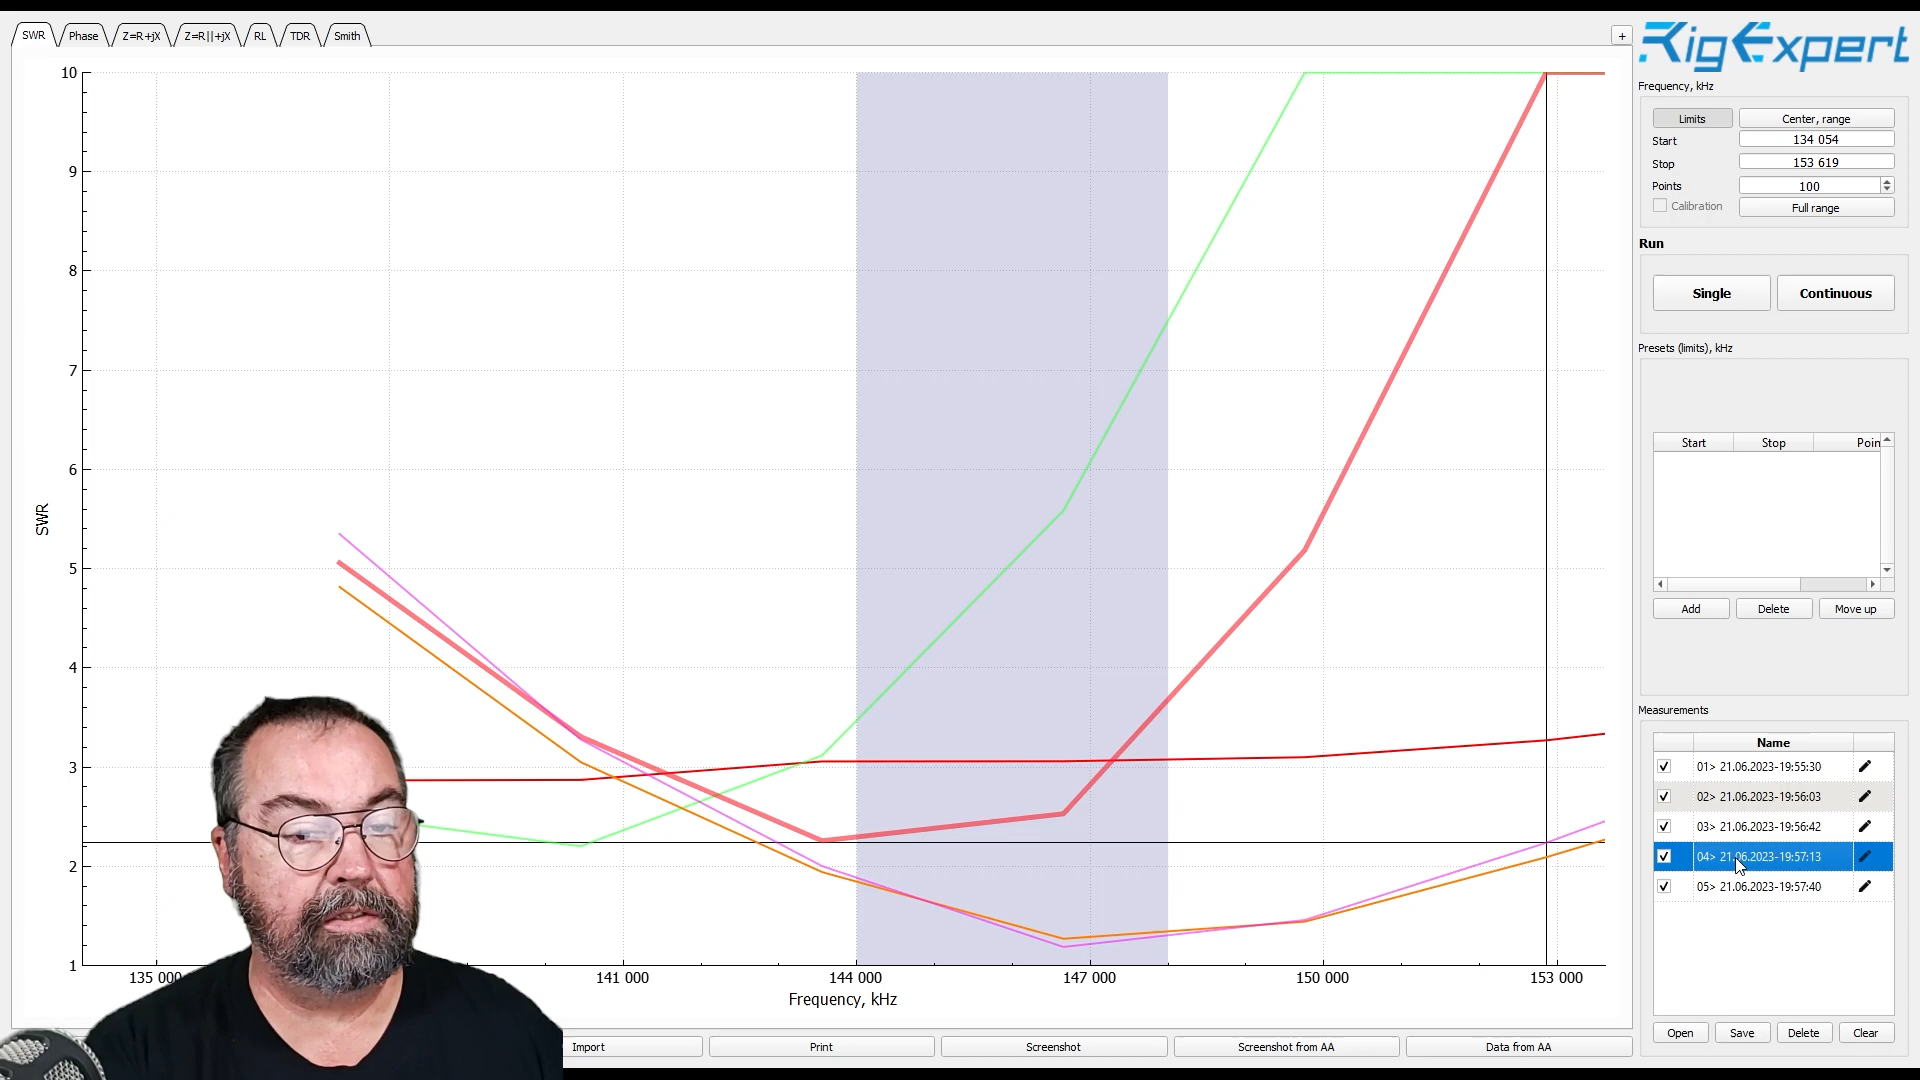 SWR Phase Z=R+jX Z=R||+jX RL TDR Smith
+
RigExpert
Frequency, kHz
Limits Center, range
Start 134 054
Stop 153 619
Points 100
Calibration Full range
Run
Single Continuous
Presets (limits), kHz
Start Stop Poin
Add Delete Move up
Measurements
Name
01> 21.06.2023-19:55:30
02> 21.06.2023-19:56:03
03> 21.06.2023-19:56:42
04> 21.06.2023-19:57:13
05> 21.06.2023-19:57:40
Open Save Delete Clear
10
9
8
7
6
5
4
3
2
1
SWR
135 000 141 000 144 000 147 000 150 000 153 000
Frequency, kHz
Import Print Screenshot Screenshot from AA Data from AA